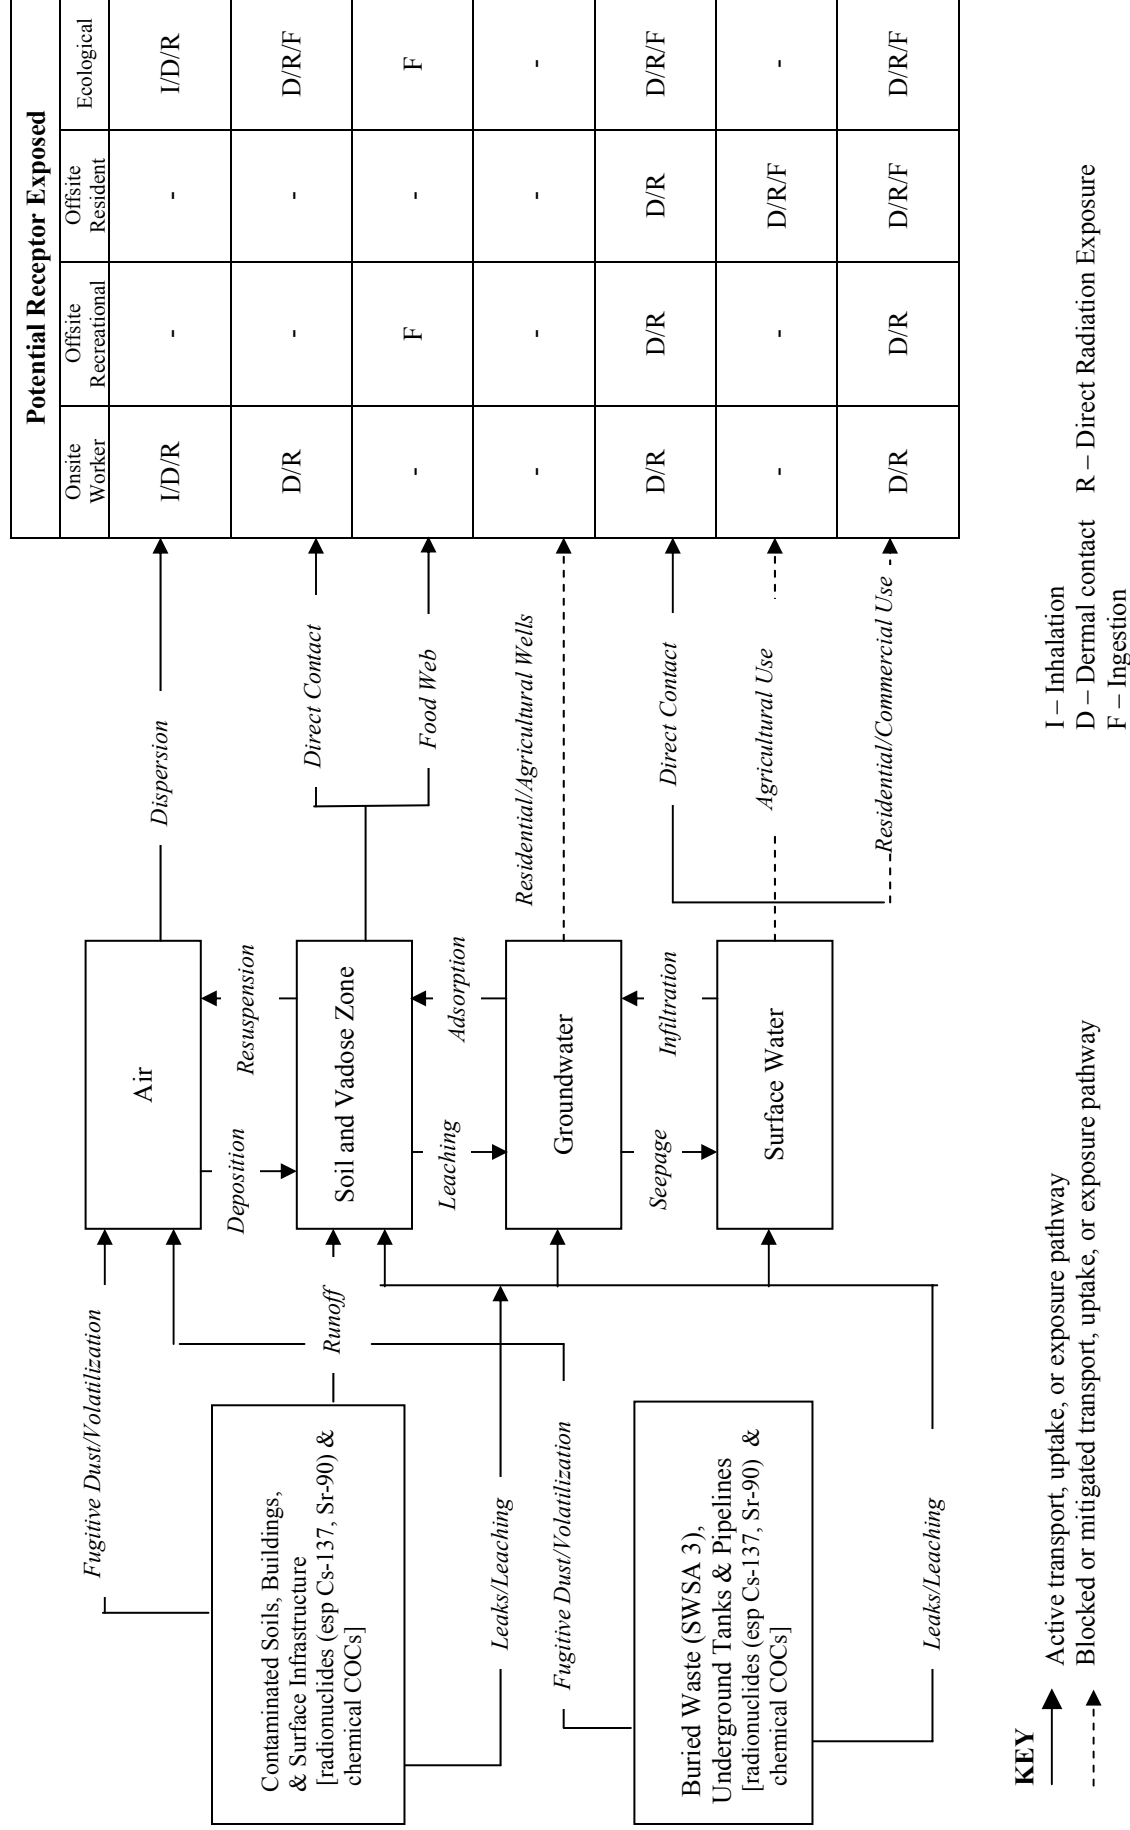 Potential Receptor Exposed
Onsite
Worker
Offsite
Recreational
Offsite
Resident
Ecological
Fugitive Dust/Volatilization
Air
Dispersion
I/D/R
-
-
I/D/R
Deposition
Resuspension
Contaminated Soils, Buildings,
& Surface Infrastructure
[radionuclides (esp Cs-137, Sr-90) &
chemical COCs]
Runoff
Soil and Vadose Zone
Direct Contact
D/R
-
-
D/R/F
Food Web
-
F
-
F
Leaks/Leaching
Leaching
Adsorption
Fugitive Dust/Volatilization
Groundwater
Residential/Agricultural Wells
-
-
-
-
Seepage
Infiltration
Direct Contact
D/R
D/R
D/R
D/R/F
Buried Waste (SWSA 3),
Underground Tanks & Pipelines
[radionuclides (esp Cs-137, Sr-90) &
chemical COCs]
Surface Water
Agricultural Use
-
-
D/R/F
-
Leaks/Leaching
Residential/Commercial Use
D/R
D/R
D/R/F
D/R/F
KEY
Active transport, uptake, or exposure pathway
Blocked or mitigated transport, uptake, or exposure pathway
I – Inhalation
D – Dermal contact R – Direct Radiation Exposure
F – Ingestion